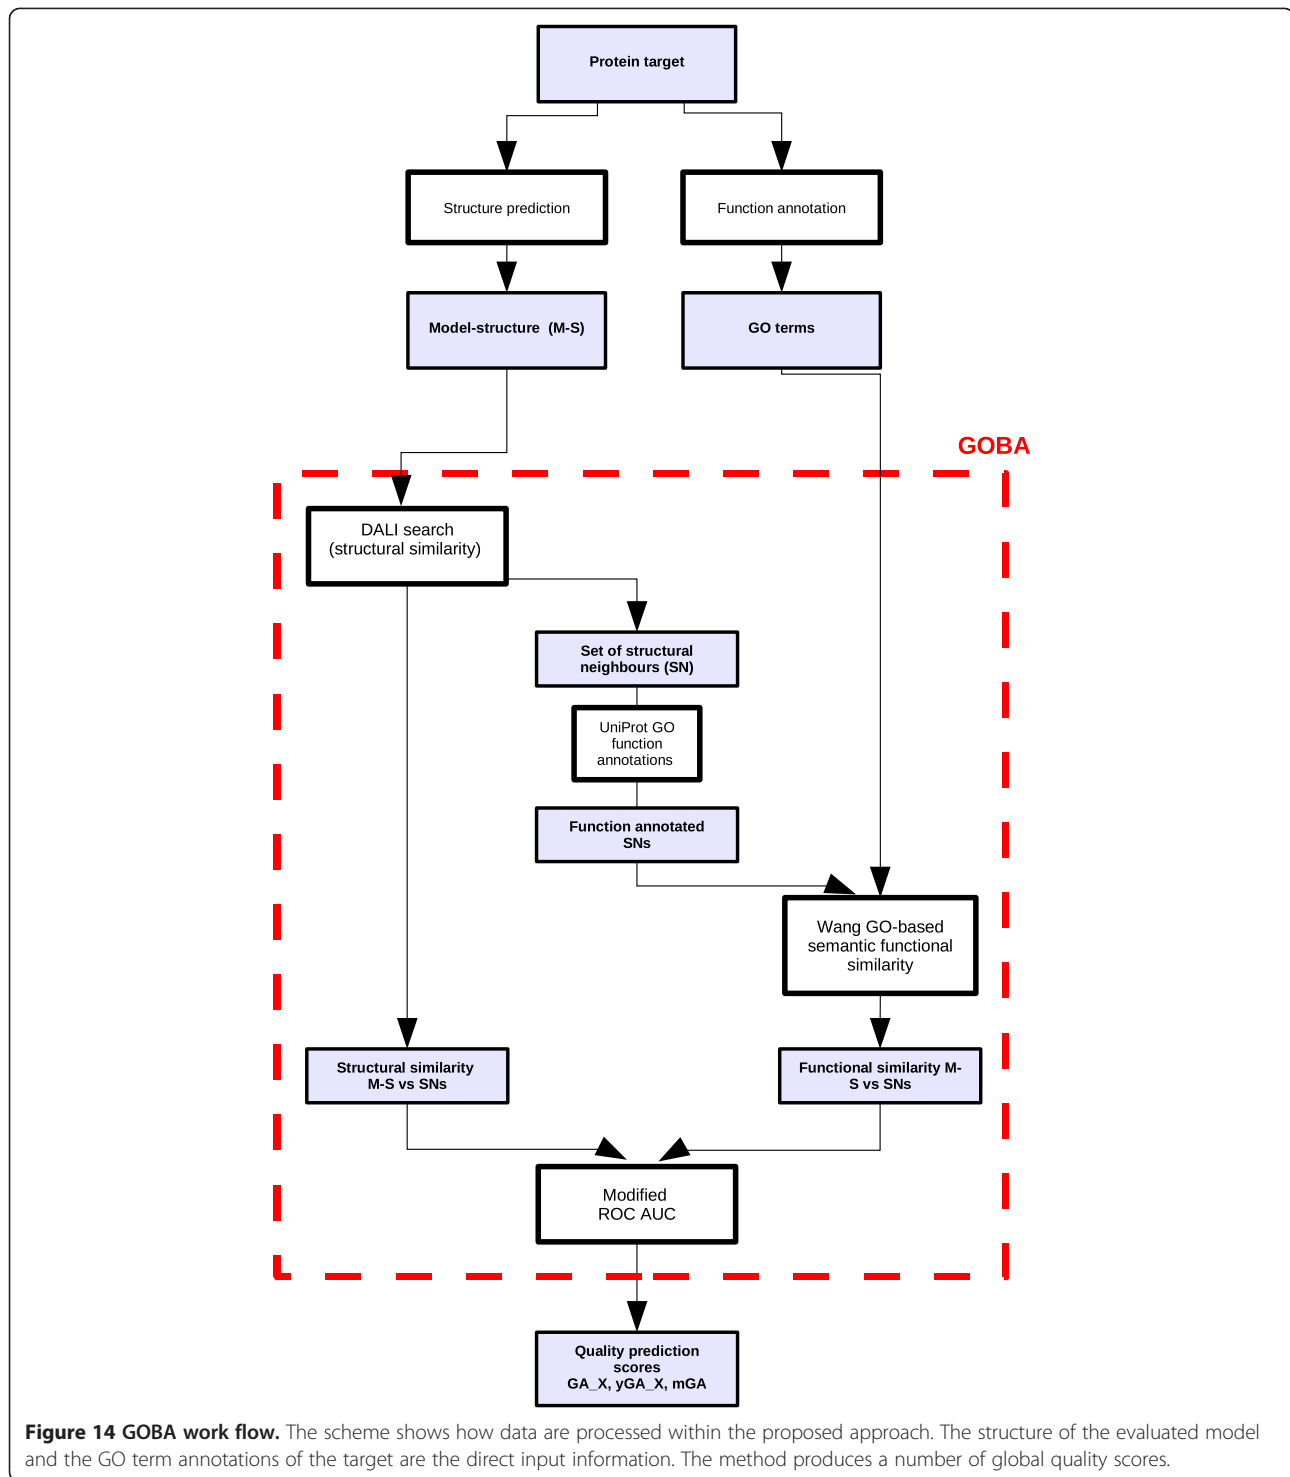 Protein target
Structure prediction
Function annotation
Model-structure (M-S)
GO terms
GOBA
DALI search
(structural similarity)
Set of structural
neighbours (SN)
UniProt GO
function
annotations
Function annotated
SNs
Wang GO-based
semantic functional
similarity
Structural similarity
M-S vs SNs
Functional similarity M-
S vs SNs
Modified
ROC AUC
Quality prediction
scores
GA_X, yGA_X, mGA
Figure 14 GOBA work flow. The scheme shows how data are processed within the proposed approach. The structure of the evaluated model
and the GO term annotations of the target are the direct input information. The method produces a number of global quality scores.